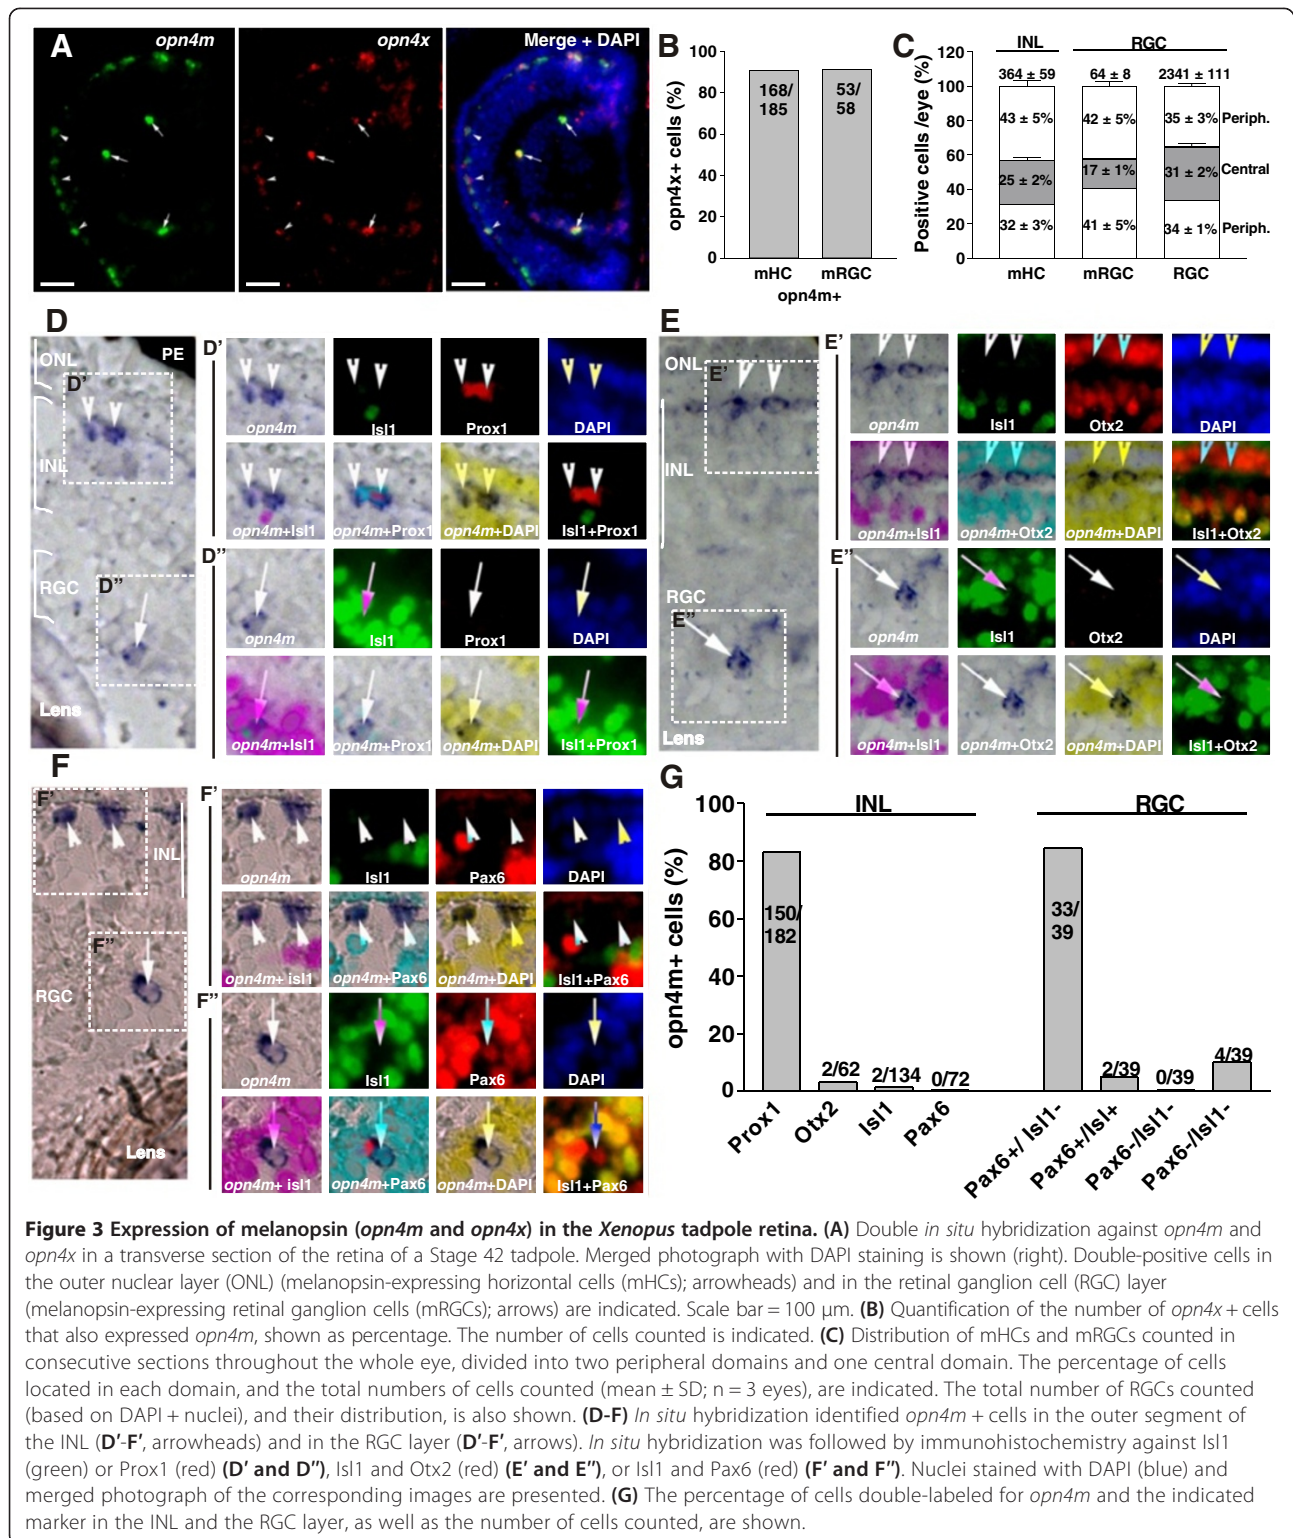 A
opn4m
opn4x
Merge + DAPI
B
opn4x+ cells (%)
100
80
60
40
20
0
168/
185
53/
58
mHC
mRGC
opn4m+
C
Positive cells /eye (%)
120
100
80
60
40
20
0
INL
RGC
364 ± 59
64 ± 8
2341 ± 111
43 ± 5%
42 ± 5%
35 ± 3%
Periph.
25 ± 2%
17 ± 1%
31 ± 2%
Central
32 ± 3%
41 ± 5%
34 ± 1%
Periph.
mHC
mRGC
RGC
D
ONL
PE
D'
INL
RGC
D"
Lens
D'
opn4m
Isl1
Prox1
DAPI
opn4m+Isl1
opn4m+Prox1
opn4m+DAPI
Isl1+Prox1
D"
opn4m
Isl1
Prox1
DAPI
opn4m+Isl1
opn4m+Prox1
opn4m+DAPI
Isl1+Prox1
E
ONL
E'
INL
RGC
E"
Lens
E'
opn4m
Isl1
Otx2
DAPI
opn4m+Isl1
opn4m+Otx2
opn4m+DAPI
Isl1+Otx2
E"
opn4m
Isl1
Otx2
DAPI
opn4m+Isl1
opn4m+Otx2
opn4m+DAPI
Isl1+Otx2
F
F'
INL
F"
RGC
Lens
F'
opn4m
Isl1
Pax6
DAPI
opn4m+ isl1
opn4m+Pax6
opn4m+DAPI
Isl1+Pax6
F"
opn4m
Isl1
Pax6
DAPI
opn4m+ isl1
opn4m+Pax6
opn4m+DAPI
Isl1+Pax6
G
opn4m+ cells (%)
100
80
60
40
20
0
INL
RGC
150/
182
2/62
2/134
0/72
33/
39
2/39
0/39
4/39
Prox1
Otx2
Isl1
Pax6
Pax6+/ Isl1-
Pax6+/Isl+
Pax6-/Isl1-
Pax6-/Isl1-
Figure 3 Expression of melanopsin (opn4m and opn4x) in the Xenopus tadpole retina. (A) Double in situ hybridization against opn4m and
opn4x in a transverse section of the retina of a Stage 42 tadpole. Merged photograph with DAPI staining is shown (right). Double-positive cells in
the outer nuclear layer (ONL) (melanopsin-expressing horizontal cells (mHCs); arrowheads) and in the retinal ganglion cell (RGC) layer
(melanopsin-expressing retinal ganglion cells (mRGCs); arrows) are indicated. Scale bar = 100 μm. (B) Quantification of the number of opn4x + cells
that also expressed opn4m, shown as percentage. The number of cells counted is indicated. (C) Distribution of mHCs and mRGCs counted in
consecutive sections throughout the whole eye, divided into two peripheral domains and one central domain. The percentage of cells
located in each domain, and the total numbers of cells counted (mean ± SD; n = 3 eyes), are indicated. The total number of RGCs counted
(based on DAPI + nuclei), and their distribution, is also shown. (D-F) In situ hybridization identified opn4m + cells in the outer segment of
the INL (D′-F′, arrowheads) and in the RGC layer (D′-F′, arrows). In situ hybridization was followed by immunohistochemistry against Isl1
(green) or Prox1 (red) (D′ and D″), Isl1 and Otx2 (red) (E′ and E″), or Isl1 and Pax6 (red) (F′ and F″). Nuclei stained with DAPI (blue) and
merged photograph of the corresponding images are presented. (G) The percentage of cells double-labeled for opn4m and the indicated
marker in the INL and the RGC layer, as well as the number of cells counted, are shown.